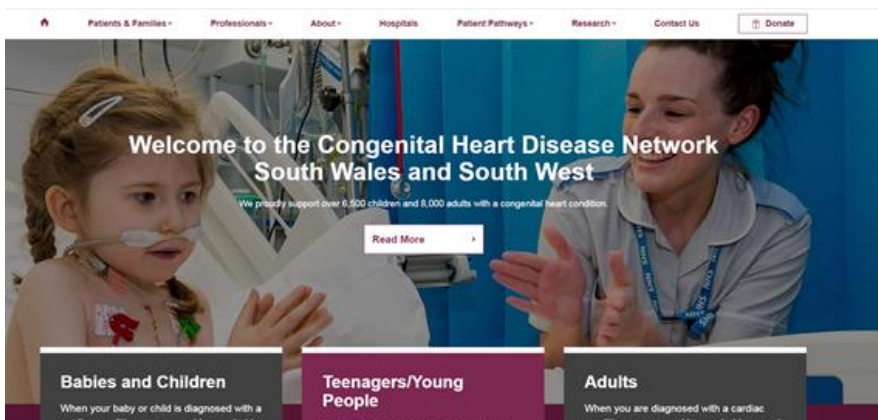 Patients & Families
Professionals
About
Hospitals
Patient Pathways
Research
Contact Us
Donate
Welcome to the Congenital Heart Disease Network
South Wales and South West
We proudly support over 6,500 children and 8,000 adults with a congenital heart condition.
Read More
NHS NHS NHS
Babies and Children
When your baby or child is diagnosed with a
Teenagers/Young
People
Adults
When you are diagnosed with a cardiac